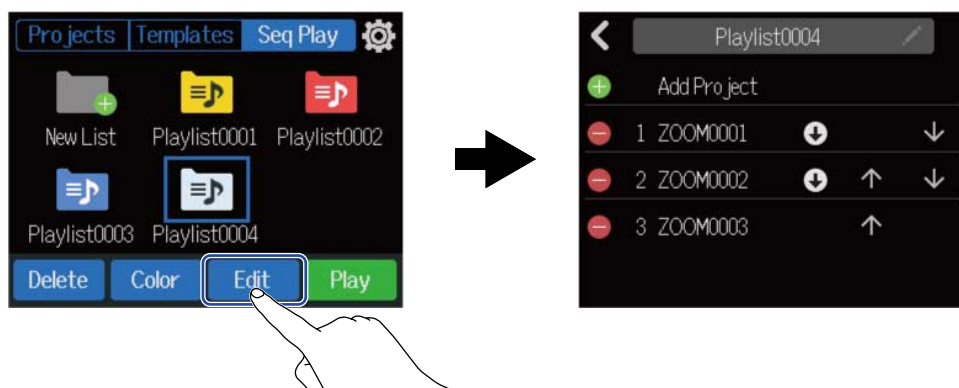 Projects Templates Seq Play
New List Playlist0001 Playlist0002
Playlist0003 Playlist0004
Delete Color Edit Play
Playlist0004
Add Project
1 ZOOM0001
2 ZOOM0002
3 ZOOM0003